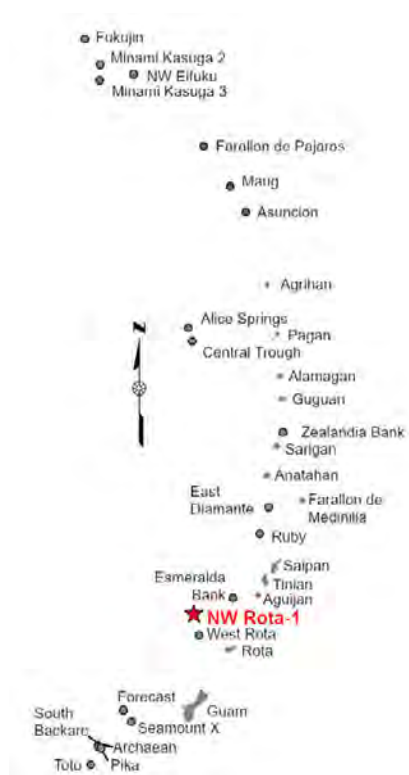 Fukujin
Minami Kasuga 2
NW Eifuku
Minami Kasuga 3
Farallon de Pajaros
Maug
Asuncion
Agrihan
Alice Springs
Pagan
Central Trough
N
Alamagan
Guguan
Zealandia Bank
Sarigan
Anatahan
East
Diamante
Farallon de
Medinilla
Ruby
Saipan
Tinian
Aguijan
Esmeralda
Bank
NW Rota-1
West Rota
Rota
Guam
Forecast
Seamount X
South
Backarc
Archaean
Pika
Toto